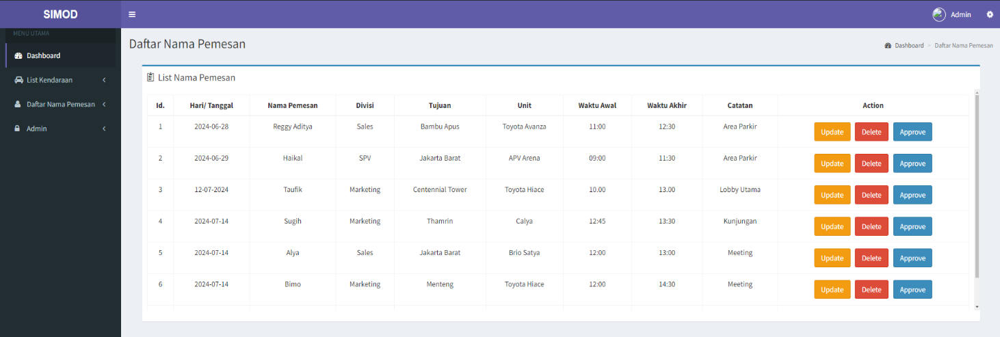 SIMOD
Admin
MENU UTAMA
Dashboard
List Kendaraan
Daftar Nama Pemesan
Admin
Daftar Nama Pemesan
Dashboard > Daftar Nama Pemesan
List Nama Pemesan
Id. Hari/ Tanggal Nama Pemesan Divisi Tujuan Unit Waktu Awal Waktu Akhir Catatan Action
1 2024-06-28 Reggy Aditya Sales Bambu Apus Toyota Avanza 11:00 12:30 Area Parkir Update Delete Approve
2 2024-06-29 Haikal SPV Jakarta Barat APV Arena 09:00 11:30 Area Parkir Update Delete Approve
3 12-07-2024 Taufik Marketing Centennial Tower Toyota Hiace 10.00 13.00 Lobby Utama Update Delete Approve
4 2024-07-14 Sugih Marketing Thamrin Calya 12:45 13:30 Kunjungan Update Delete Approve
5 2024-07-14 Alya Sales Jakarta Barat Brio Satya 12:00 13:00 Meeting Update Delete Approve
6 2024-07-14 Bimo Marketing Menteng Toyota Hiace 12:00 14:30 Meeting Update Delete Approve